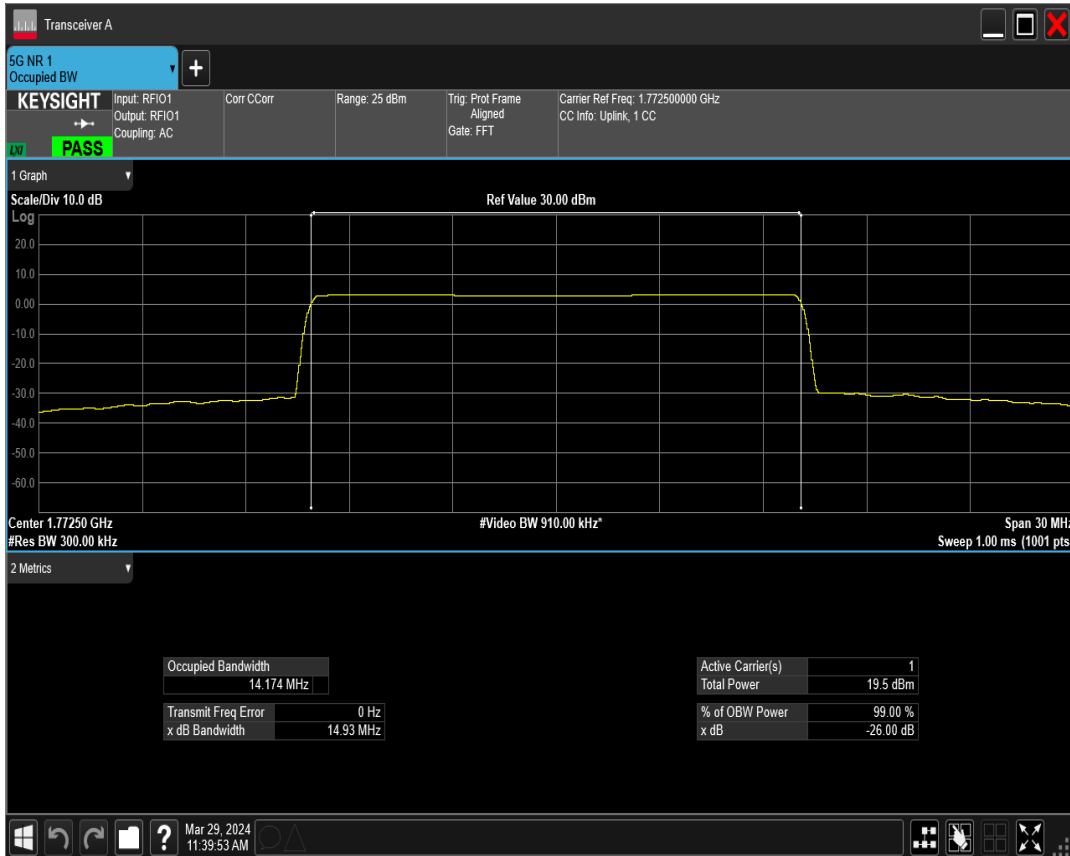 Transceiver A
5G NR 1
Occupied BW
+
KEYSIGHT
LXI
PASS
Input: RFIO1
Output: RFIO1
Coupling: AC
Corr CCorr
Range: 25 dBm
Trig: Prot Frame
Aligned
Gate: FFT
Carrier Ref Freq: 1.772500000 GHz
CC Info: Uplink, 1 CC
1 Graph
Scale/Div 10.0 dB
Ref Value 30.00 dBm
Log
20.0
10.0
0.00
-10.0
-20.0
-30.0
-40.0
-50.0
-60.0
Center 1.77250 GHz
#Video BW 910.00 kHz*
Span 30 MHz
#Res BW 300.00 kHz
Sweep 1.00 ms (1001 pts
2 Metrics
Occupied Bandwidth
14.174 MHz
Transmit Freq Error 0 Hz
x dB Bandwidth 14.93 MHz
Active Carrier(s) 1
Total Power 19.5 dBm
% of OBW Power 99.00 %
x dB -26.00 dB
?
Mar 29, 2024
11:39:53 AM